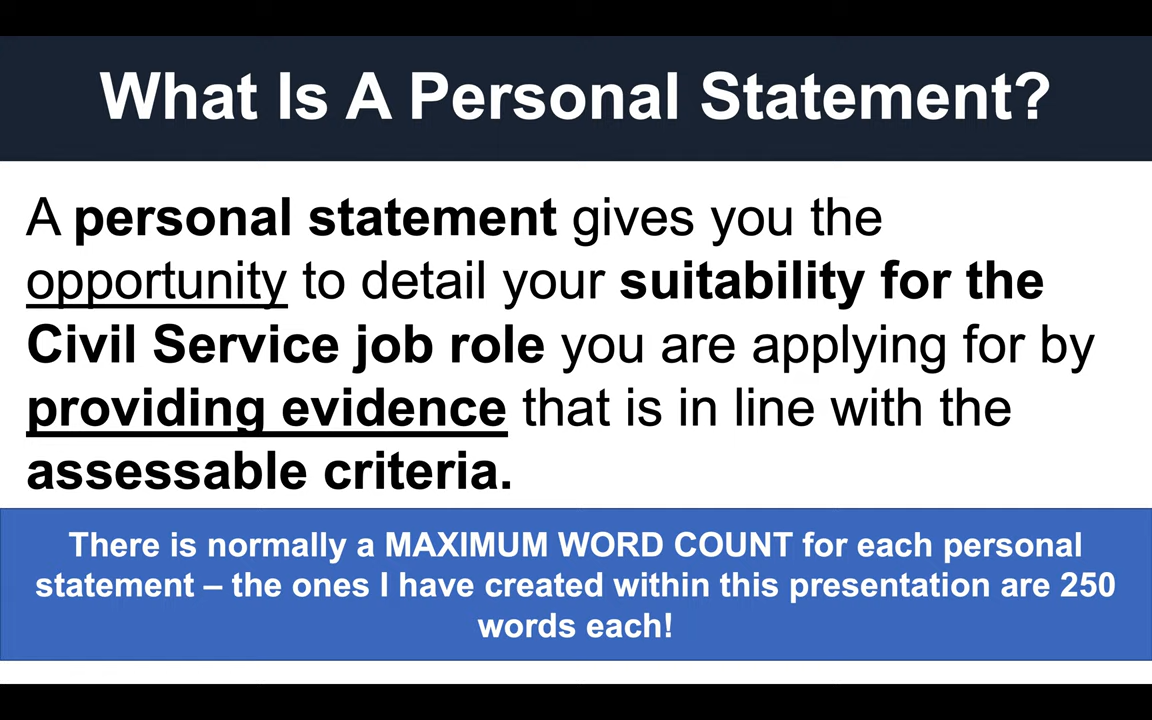 What Is A Personal Statement?
A personal statement gives you the
opportunity to detail your suitability for the
Civil Service job role you are applying for by
providing evidence that is in line with the
assessable criteria.
There is normally a MAXIMUM WORD COUNT for each personal
statement – the ones I have created within this presentation are 250
words each!